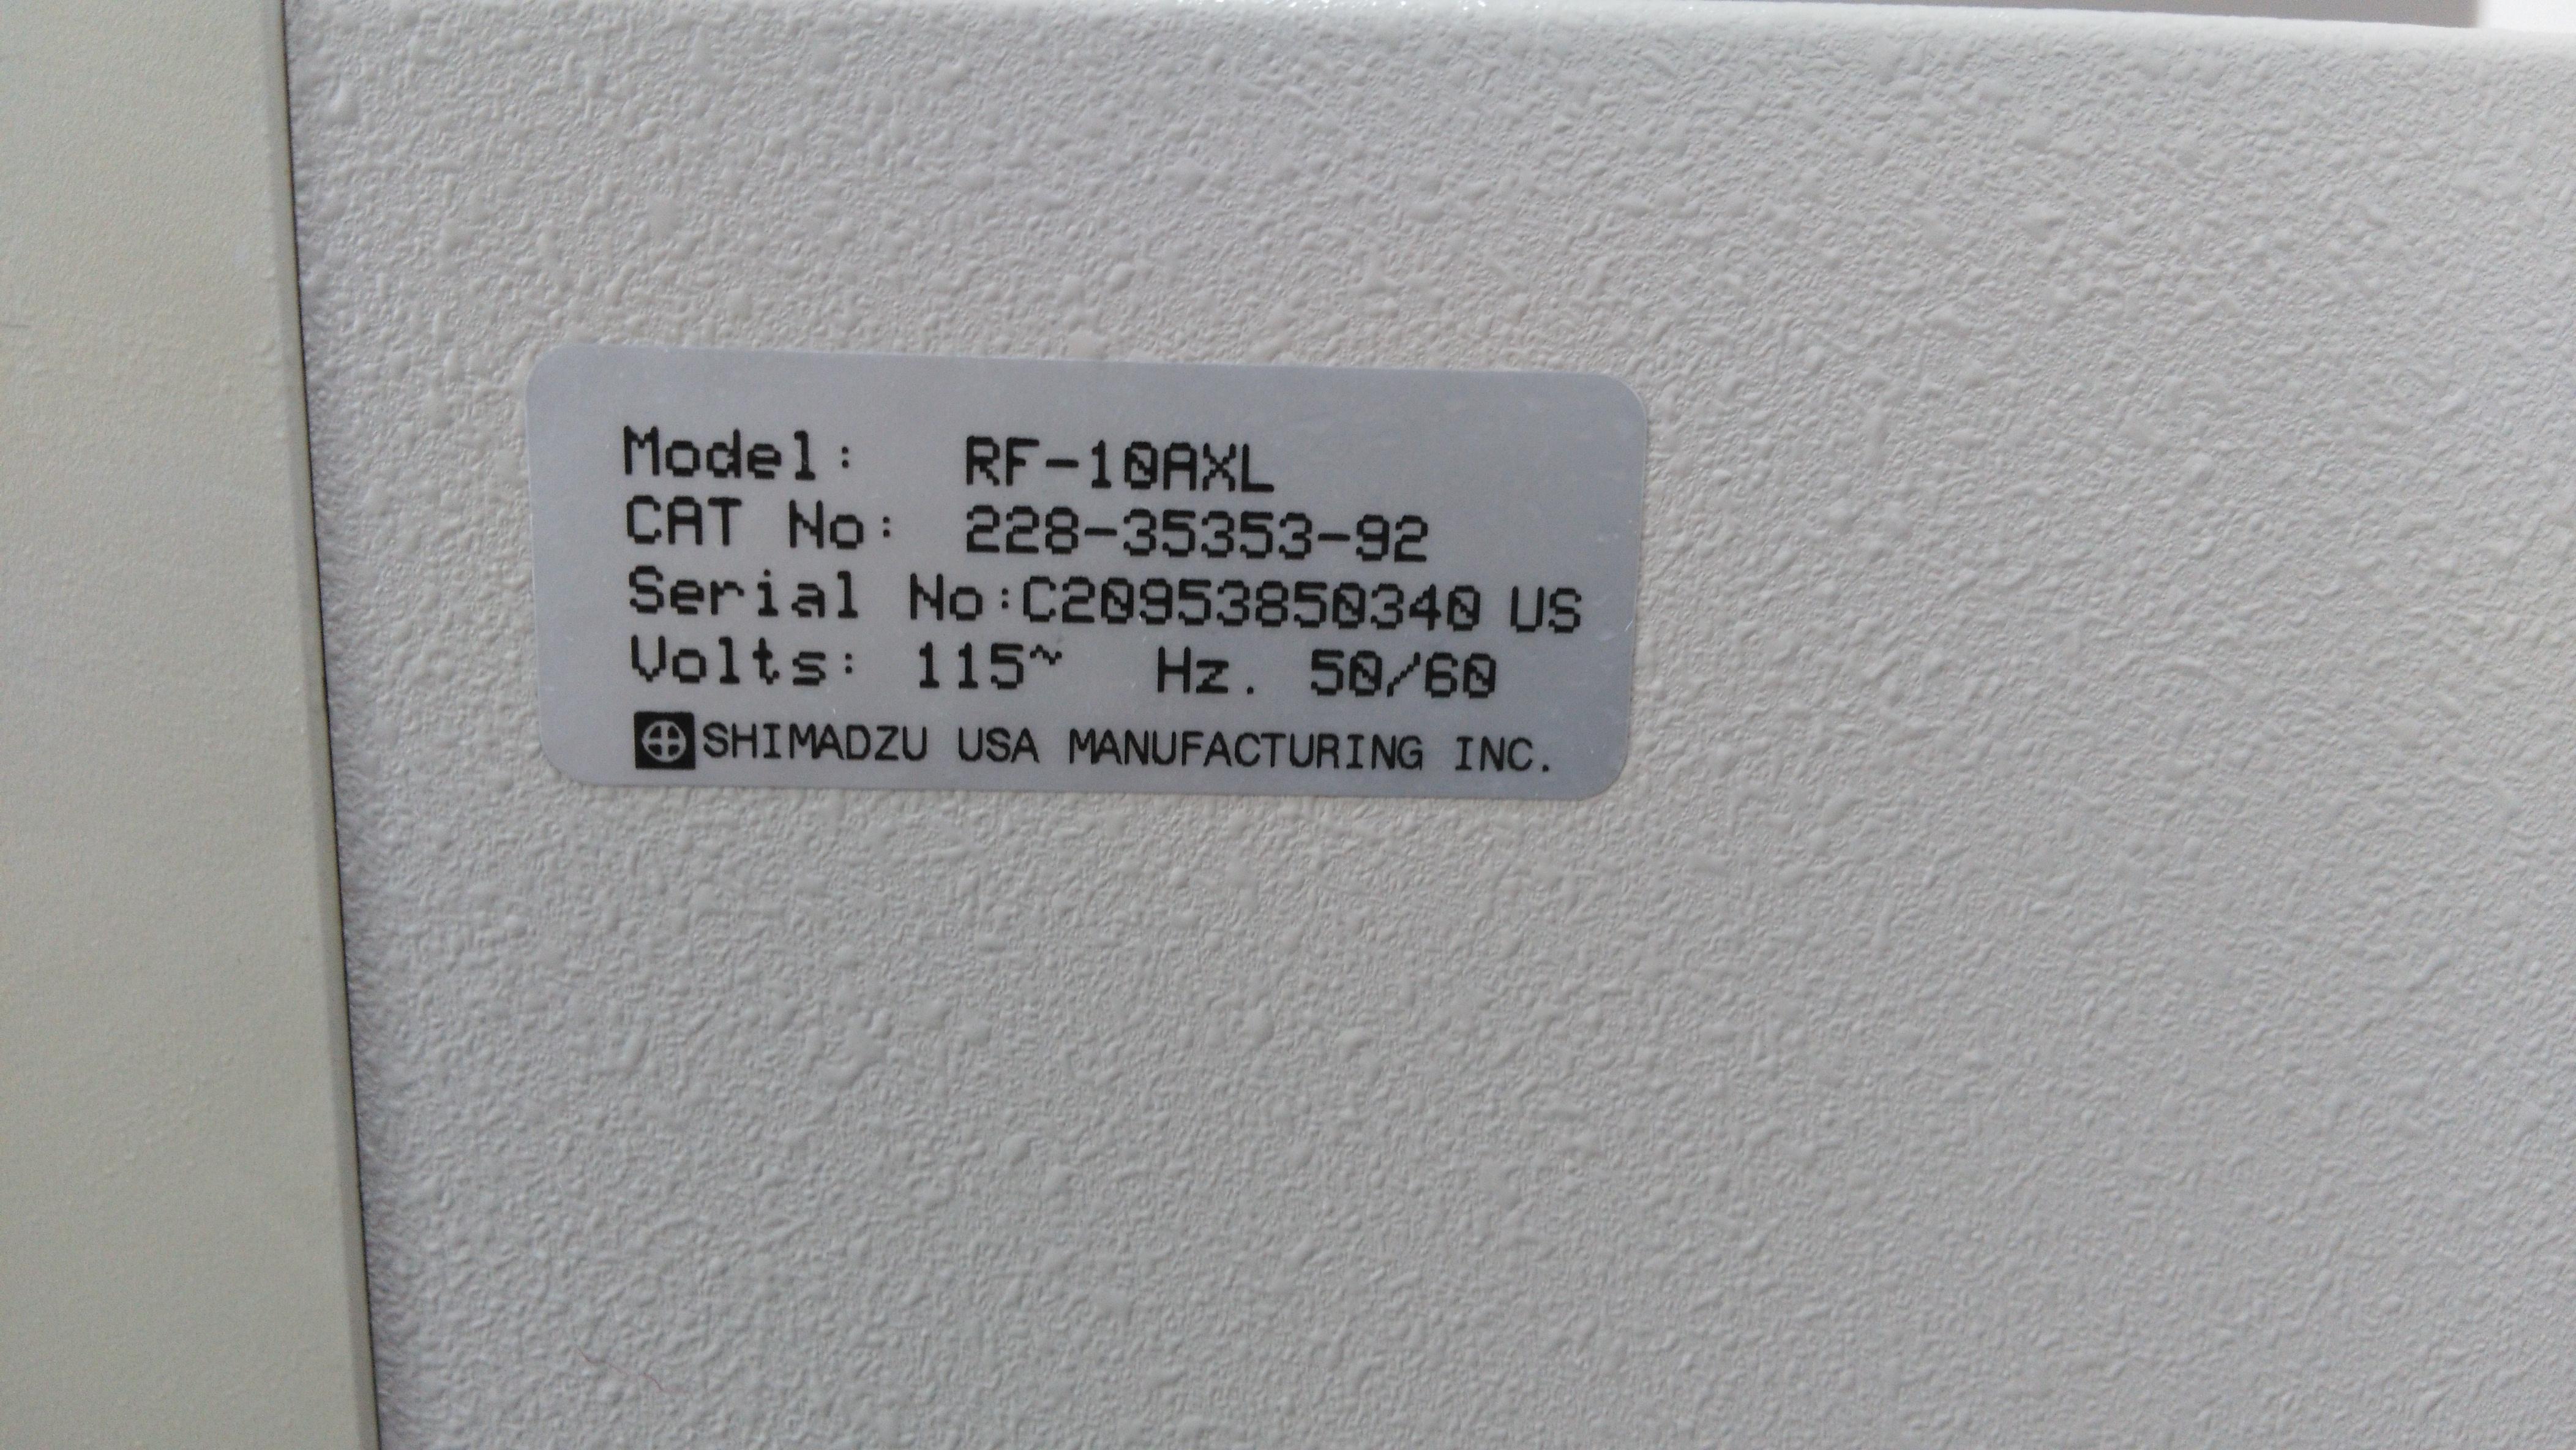 Model: RF-10AXL
CAT No: 228-35353-92
Serial No:C20953850340 US
Volts: 115~ Hz. 50/60
SHIMADZU USA MANUFACTURING INC.